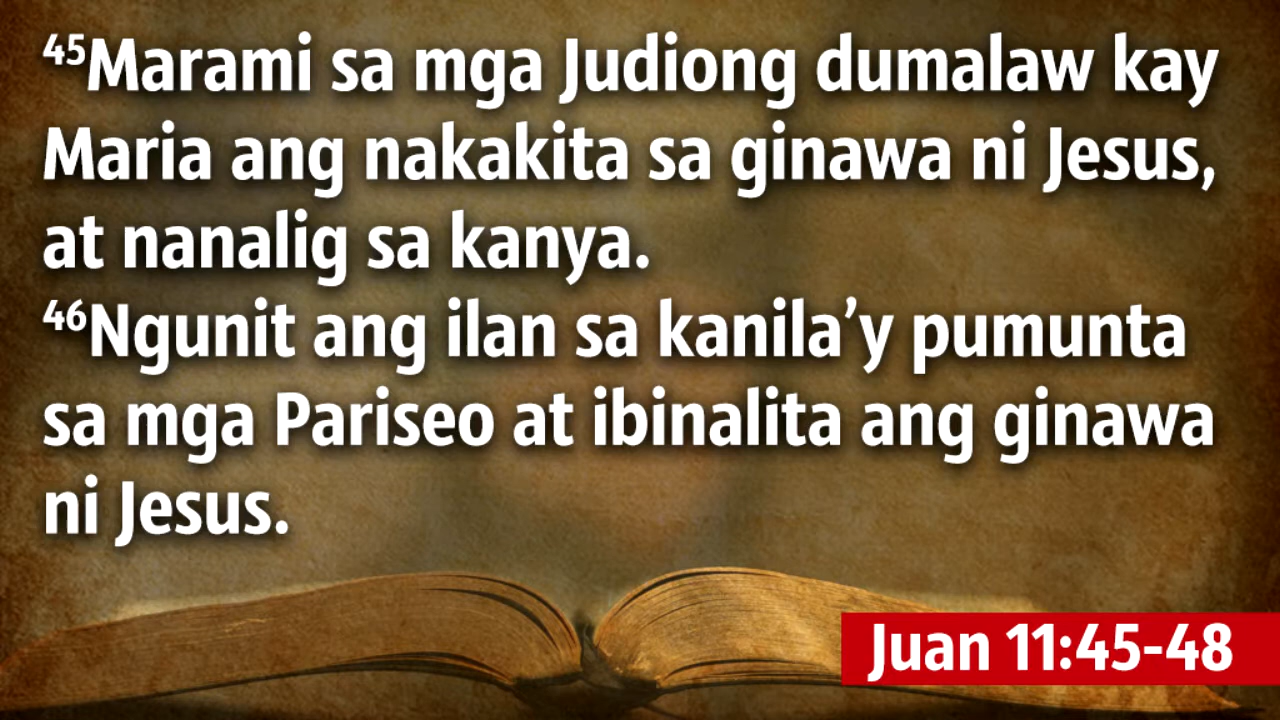 ⁴⁵Marami sa mga Judiong dumalaw kay
Maria ang nakakita sa ginawa ni Jesus,
at nanalig sa kanya.
⁴⁶Ngunit ang ilan sa kanila’y pumunta
sa mga Pariseo at ibinalita ang ginawa
ni Jesus.
Juan 11:45-48